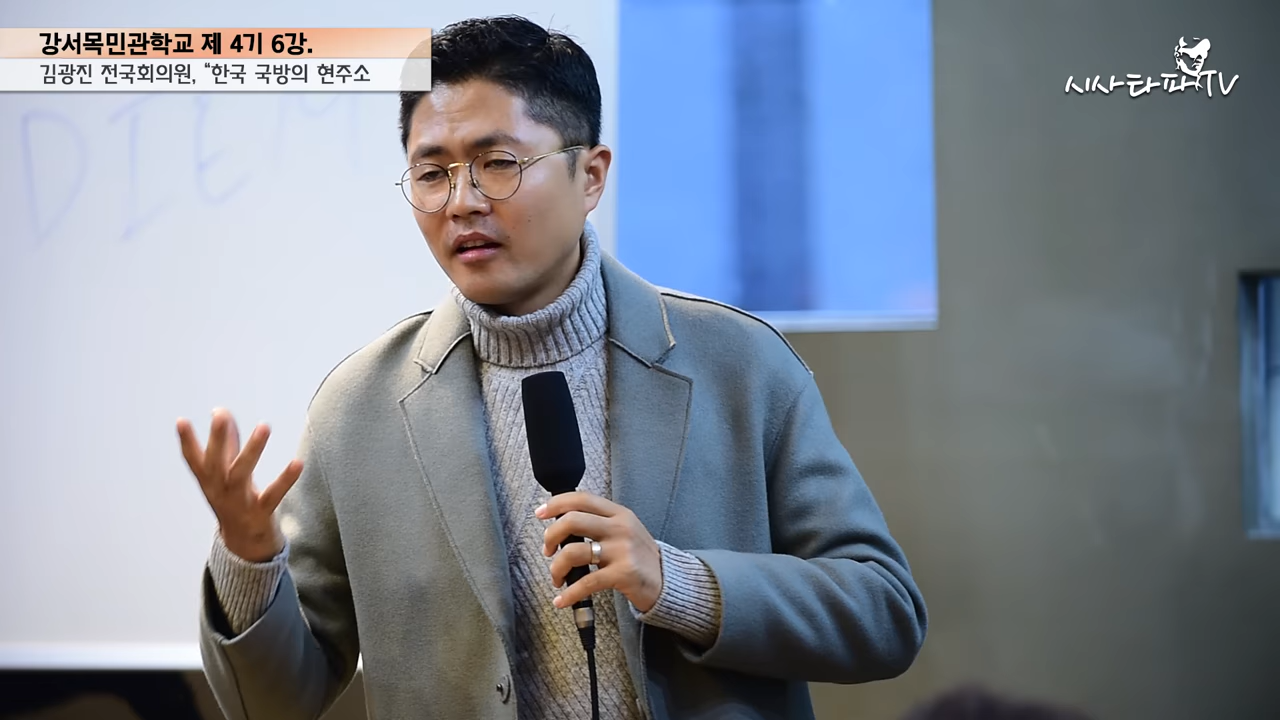 강서목민관학교 제 4기 6강.
김광진 전국회의원, “한국 국방의 현주소
시사타파TV
DIEM